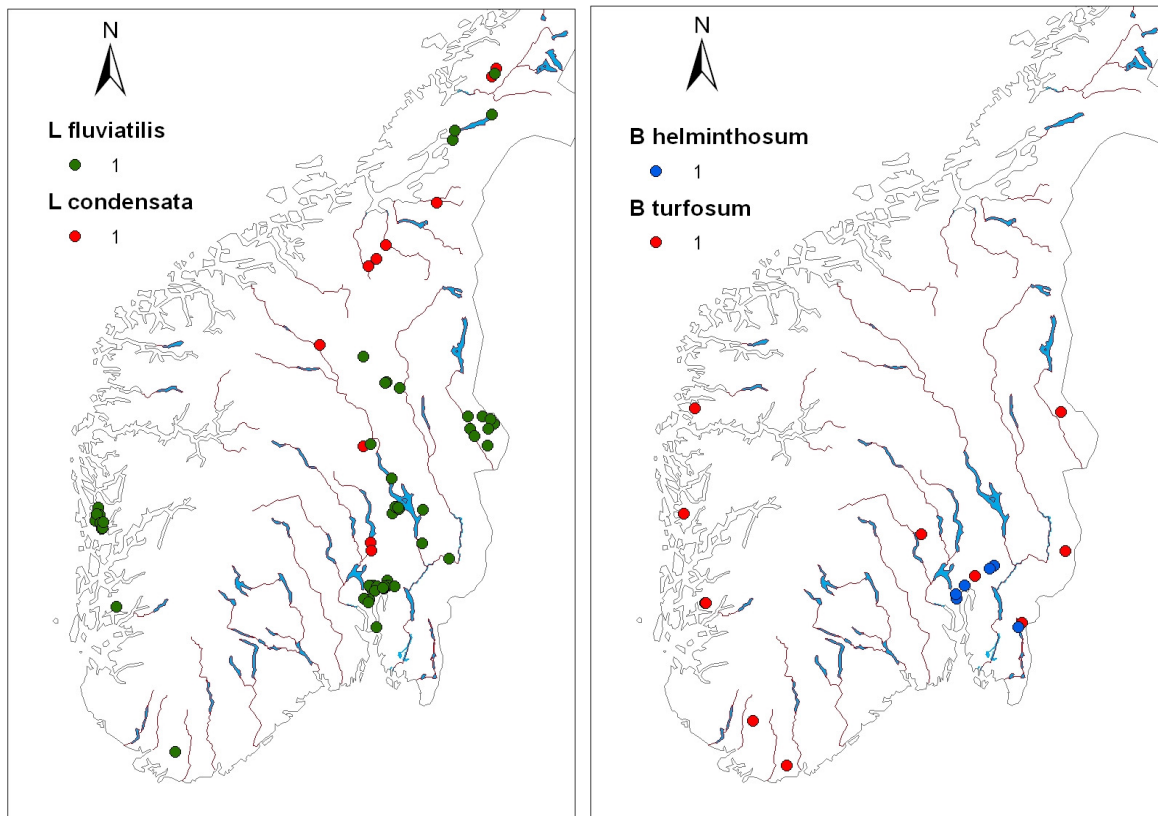 N
L fluviatilis
1
L condensata
1
N
B helminthosum
1
B turfosum
1